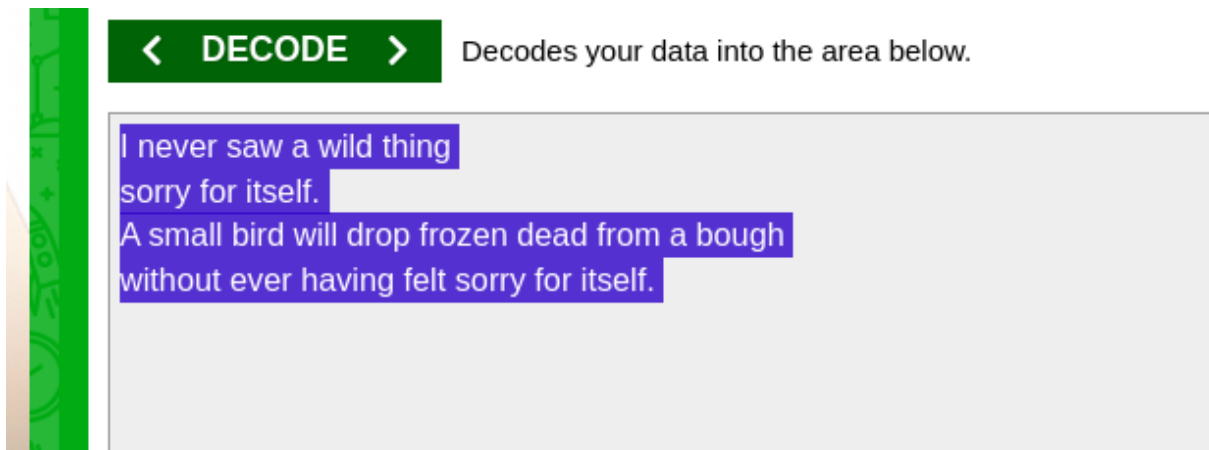 DECODE
Decodes your data into the area below.
I never saw a wild thing
sorry for itself.
A small bird will drop frozen dead from a bough
without ever having felt sorry for itself.